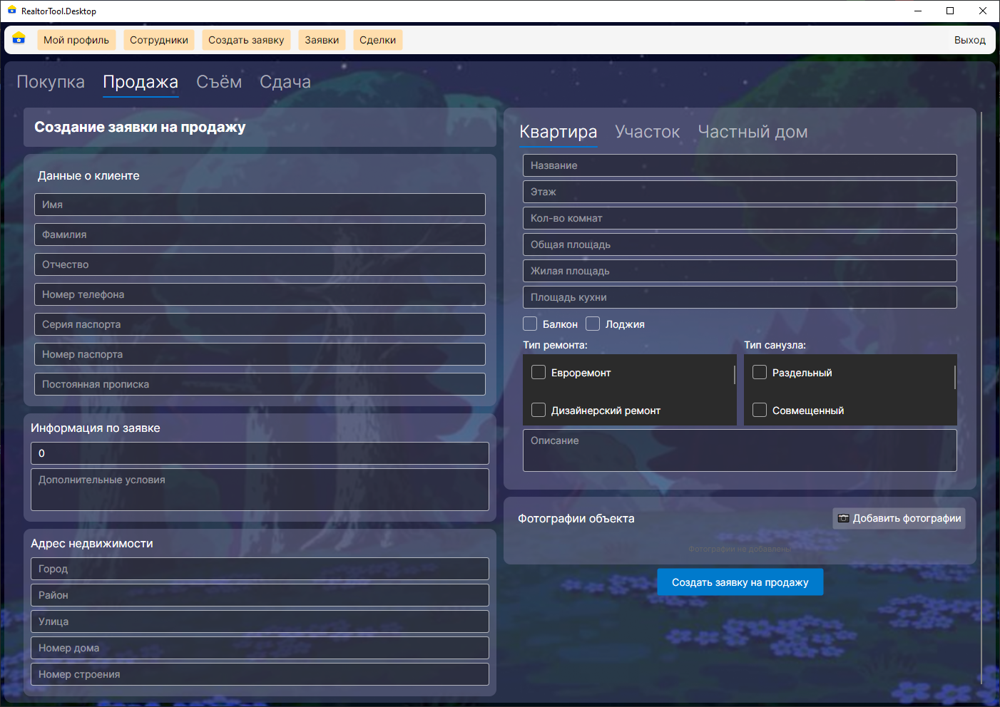 RealtorTool.Desktop
Мой профиль
Сотрудники
Создать заявку
Заявки
Сделки
Выход
Покупка
Продажа
Съём
Сдача
Создание заявки на продажу
Данные о клиенте
Имя
Фамилия
Отчество
Номер телефона
Серия паспорта
Номер паспорта
Постоянная прописка
Информация по заявке
0
Дополнительные условия
Адрес недвижимости
Город
Район
Улица
Номер дома
Номер строения
Квартира
Участок
Частный дом
Название
Этаж
Кол-во комнат
Общая площадь
Жилая площадь
Площадь кухни
Балкон
Лоджия
Тип ремонта:
Евроремонт
Дизайнерский ремонт
Тип санузла:
Раздельный
Совмещенный
Описание
Фотографии объекта
Добавить фотографии
Фотографии не добавлены
Создать заявку на продажу